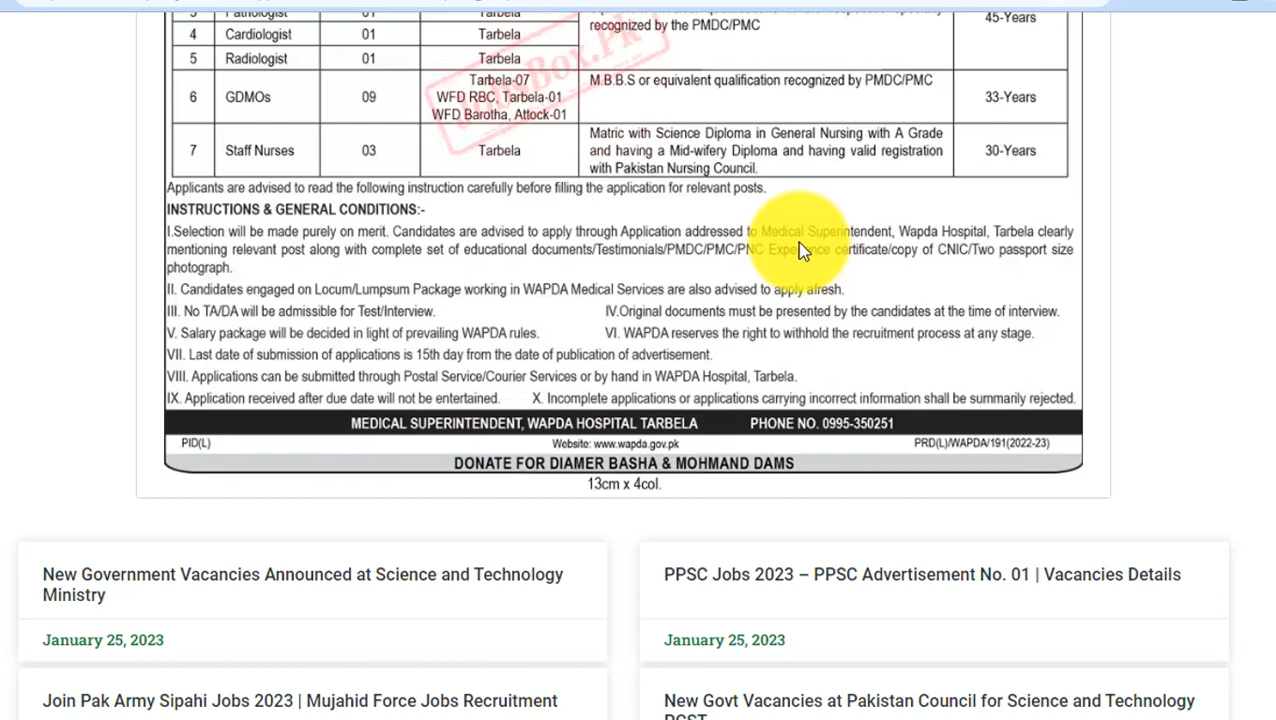 3 Pathologist 01 Tarbela
recognized by the PMDC/PMC 45-Years
4 Cardiologist 01 Tarbela
5 Radiologist 01 Tarbela
JobsBox.Pk
6 GDMOs 09 Tarbela-07
WFD RBC, Tarbela-01
WFD Barotha, Attock-01
M.B.B.S or equivalent qualification recognized by PMDC/PMC
33-Years
7 Staff Nurses 03 Tarbela
Matric with Science Diploma in General Nursing with A Grade
and having a Mid-wifery Diploma and having valid registration
with Pakistan Nursing Council.
30-Years
Applicants are advised to read the following instruction carefully before filling the application for relevant posts.
INSTRUCTIONS & GENERAL CONDITIONS:-
I.Selection will be made purely on merit. Candidates are advised to apply through Application addressed to Medical Superintendent, Wapda Hospital, Tarbela clearly
mentioning relevant post along with complete set of educational documents/Testimonials/PMDC/PMC/PNC Experience certificate/copy of CNIC/Two passport size
photograph.
II. Candidates engaged on Locum/Lumpsum Package working in WAPDA Medical Services are also advised to apply afresh.
III. No TA/DA will be admissible for Test/Interview. IV.Original documents must be presented by the candidates at the time of interview.
V. Salary package will be decided in light of prevailing WAPDA rules. VI. WAPDA reserves the right to withhold the recruitment process at any stage.
VII. Last date of submission of applications is 15th day from the date of publication of advertisement.
VIII. Applications can be submitted through Postal Service/Courier Services or by hand in WAPDA Hospital, Tarbela.
IX. Application received after due date will not be entertained. X. Incomplete applications or applications carrying incorrect information shall be summarily rejected.
MEDICAL SUPERINTENDENT, WAPDA HOSPITAL TARBELA PHONE NO. 0995-350251
PID(L) Website: www.wapda.gov.pk PRD(L)/WAPDA/191(2022-23)
DONATE FOR DIAMER BASHA & MOHMAND DAMS
13cm x 4col.
New Government Vacancies Announced at Science and Technology
Ministry
January 25, 2023
PPSC Jobs 2023 – PPSC Advertisement No. 01 | Vacancies Details
January 25, 2023
Join Pak Army Sipahi Jobs 2023 | Mujahid Force Jobs Recruitment
New Govt Vacancies at Pakistan Council for Science and Technology
PCST